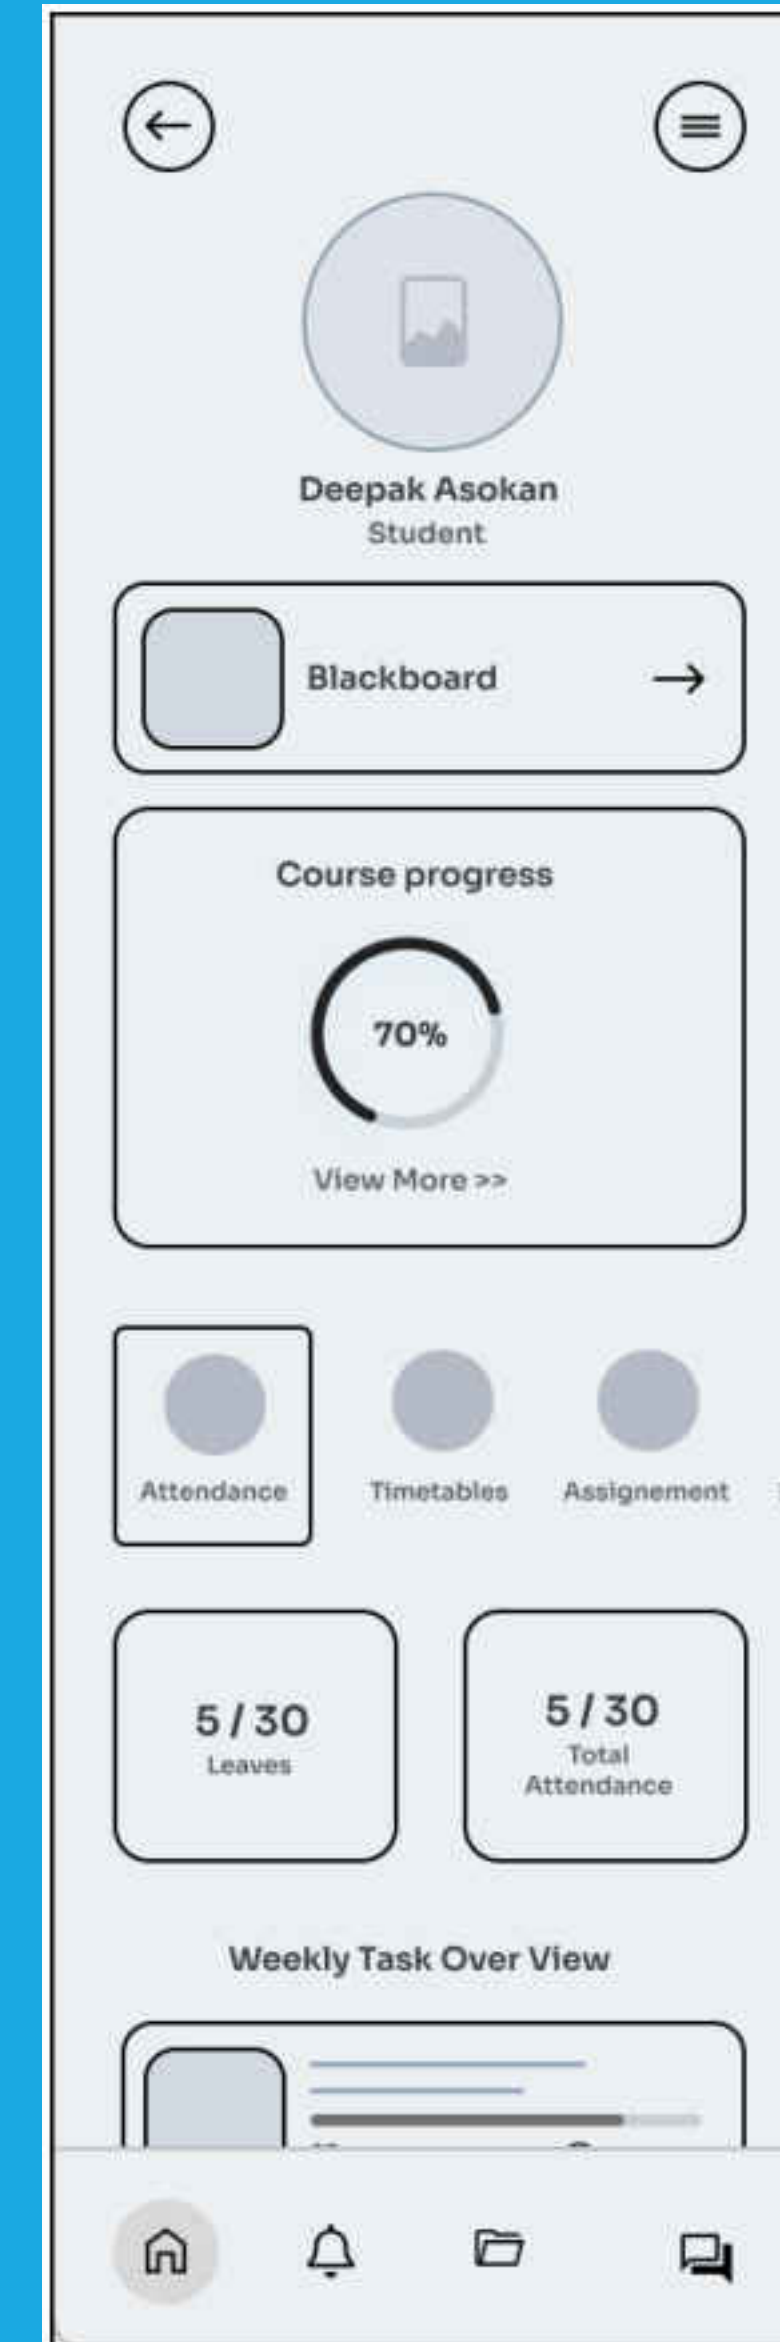 Deepak Asokan
Student
Blackboard
Course progress
70%
View More >>
Attendance
Timetables
Assignement
5 / 30
Leaves
5 / 30
Total
Attendance
Weekly Task Over View